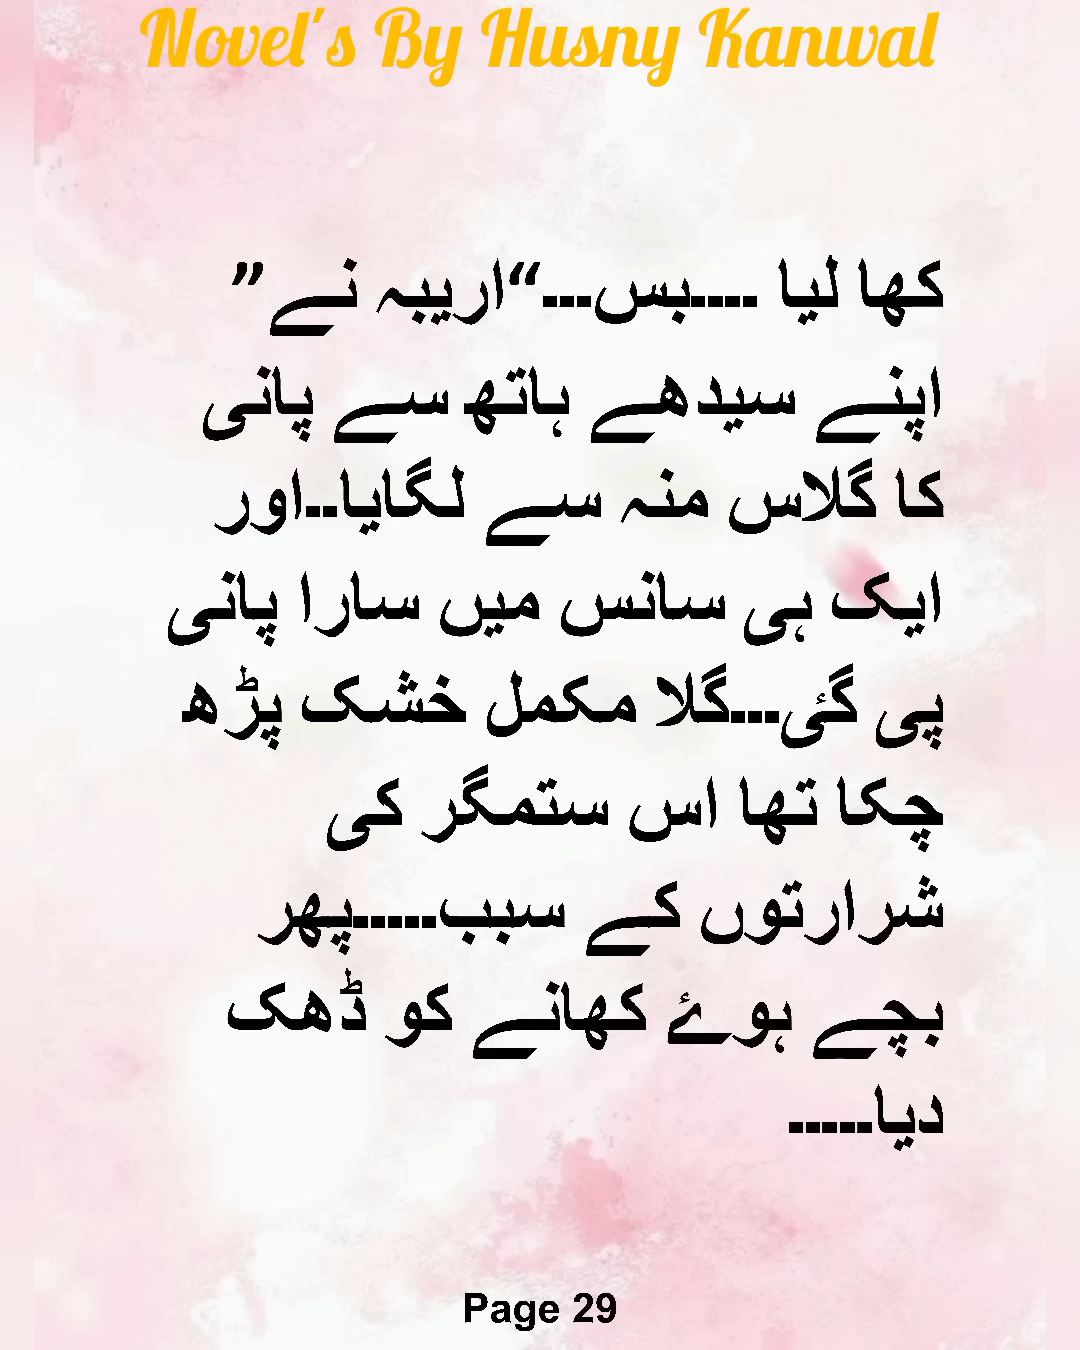 Novel's By Husny Kanwal
کھا لیا ....بس...“اریبہ نے”
اپنے سیدھے ہاتھ سے پانی
کا گلاس منہ سے لگایا..اور
ایک ہی سانس میں سارا پانی
پی گئی...گلا مکمل خشک پڑھ
چکا تھا اس ستمگر کی
شرارتوں کے سبب.....پھر
بچے ہوۓ کھانے کو ڈھک
دیا.....
Page 29